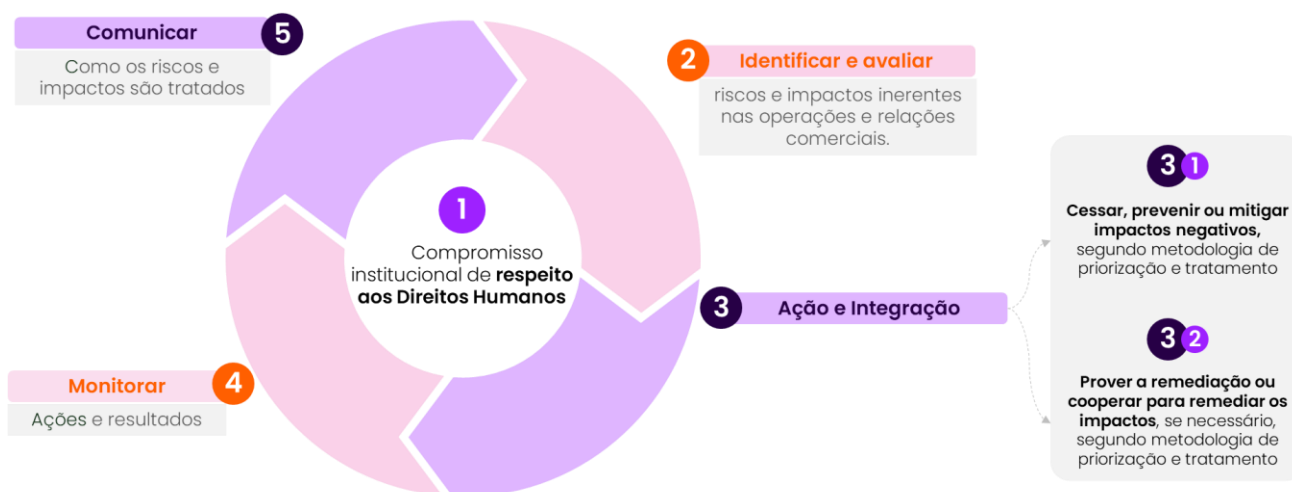 1
Compromisso
institucional de respeito
aos Direitos Humanos
2
Identificar e avaliar
riscos e impactos inerentes
nas operações e relações
comerciais.
3
Ação e Integração
3 1
Cessar, prevenir ou mitigar
impactos negativos,
segundo metodologia de
priorização e tratamento
3 2
Prover a remediação ou
cooperar para remediar os
impactos, se necessário,
segundo metodologia de
priorização e tratamento
Monitorar
4
Ações e resultados
Comunicar
5
Como os riscos e
impactos são tratados